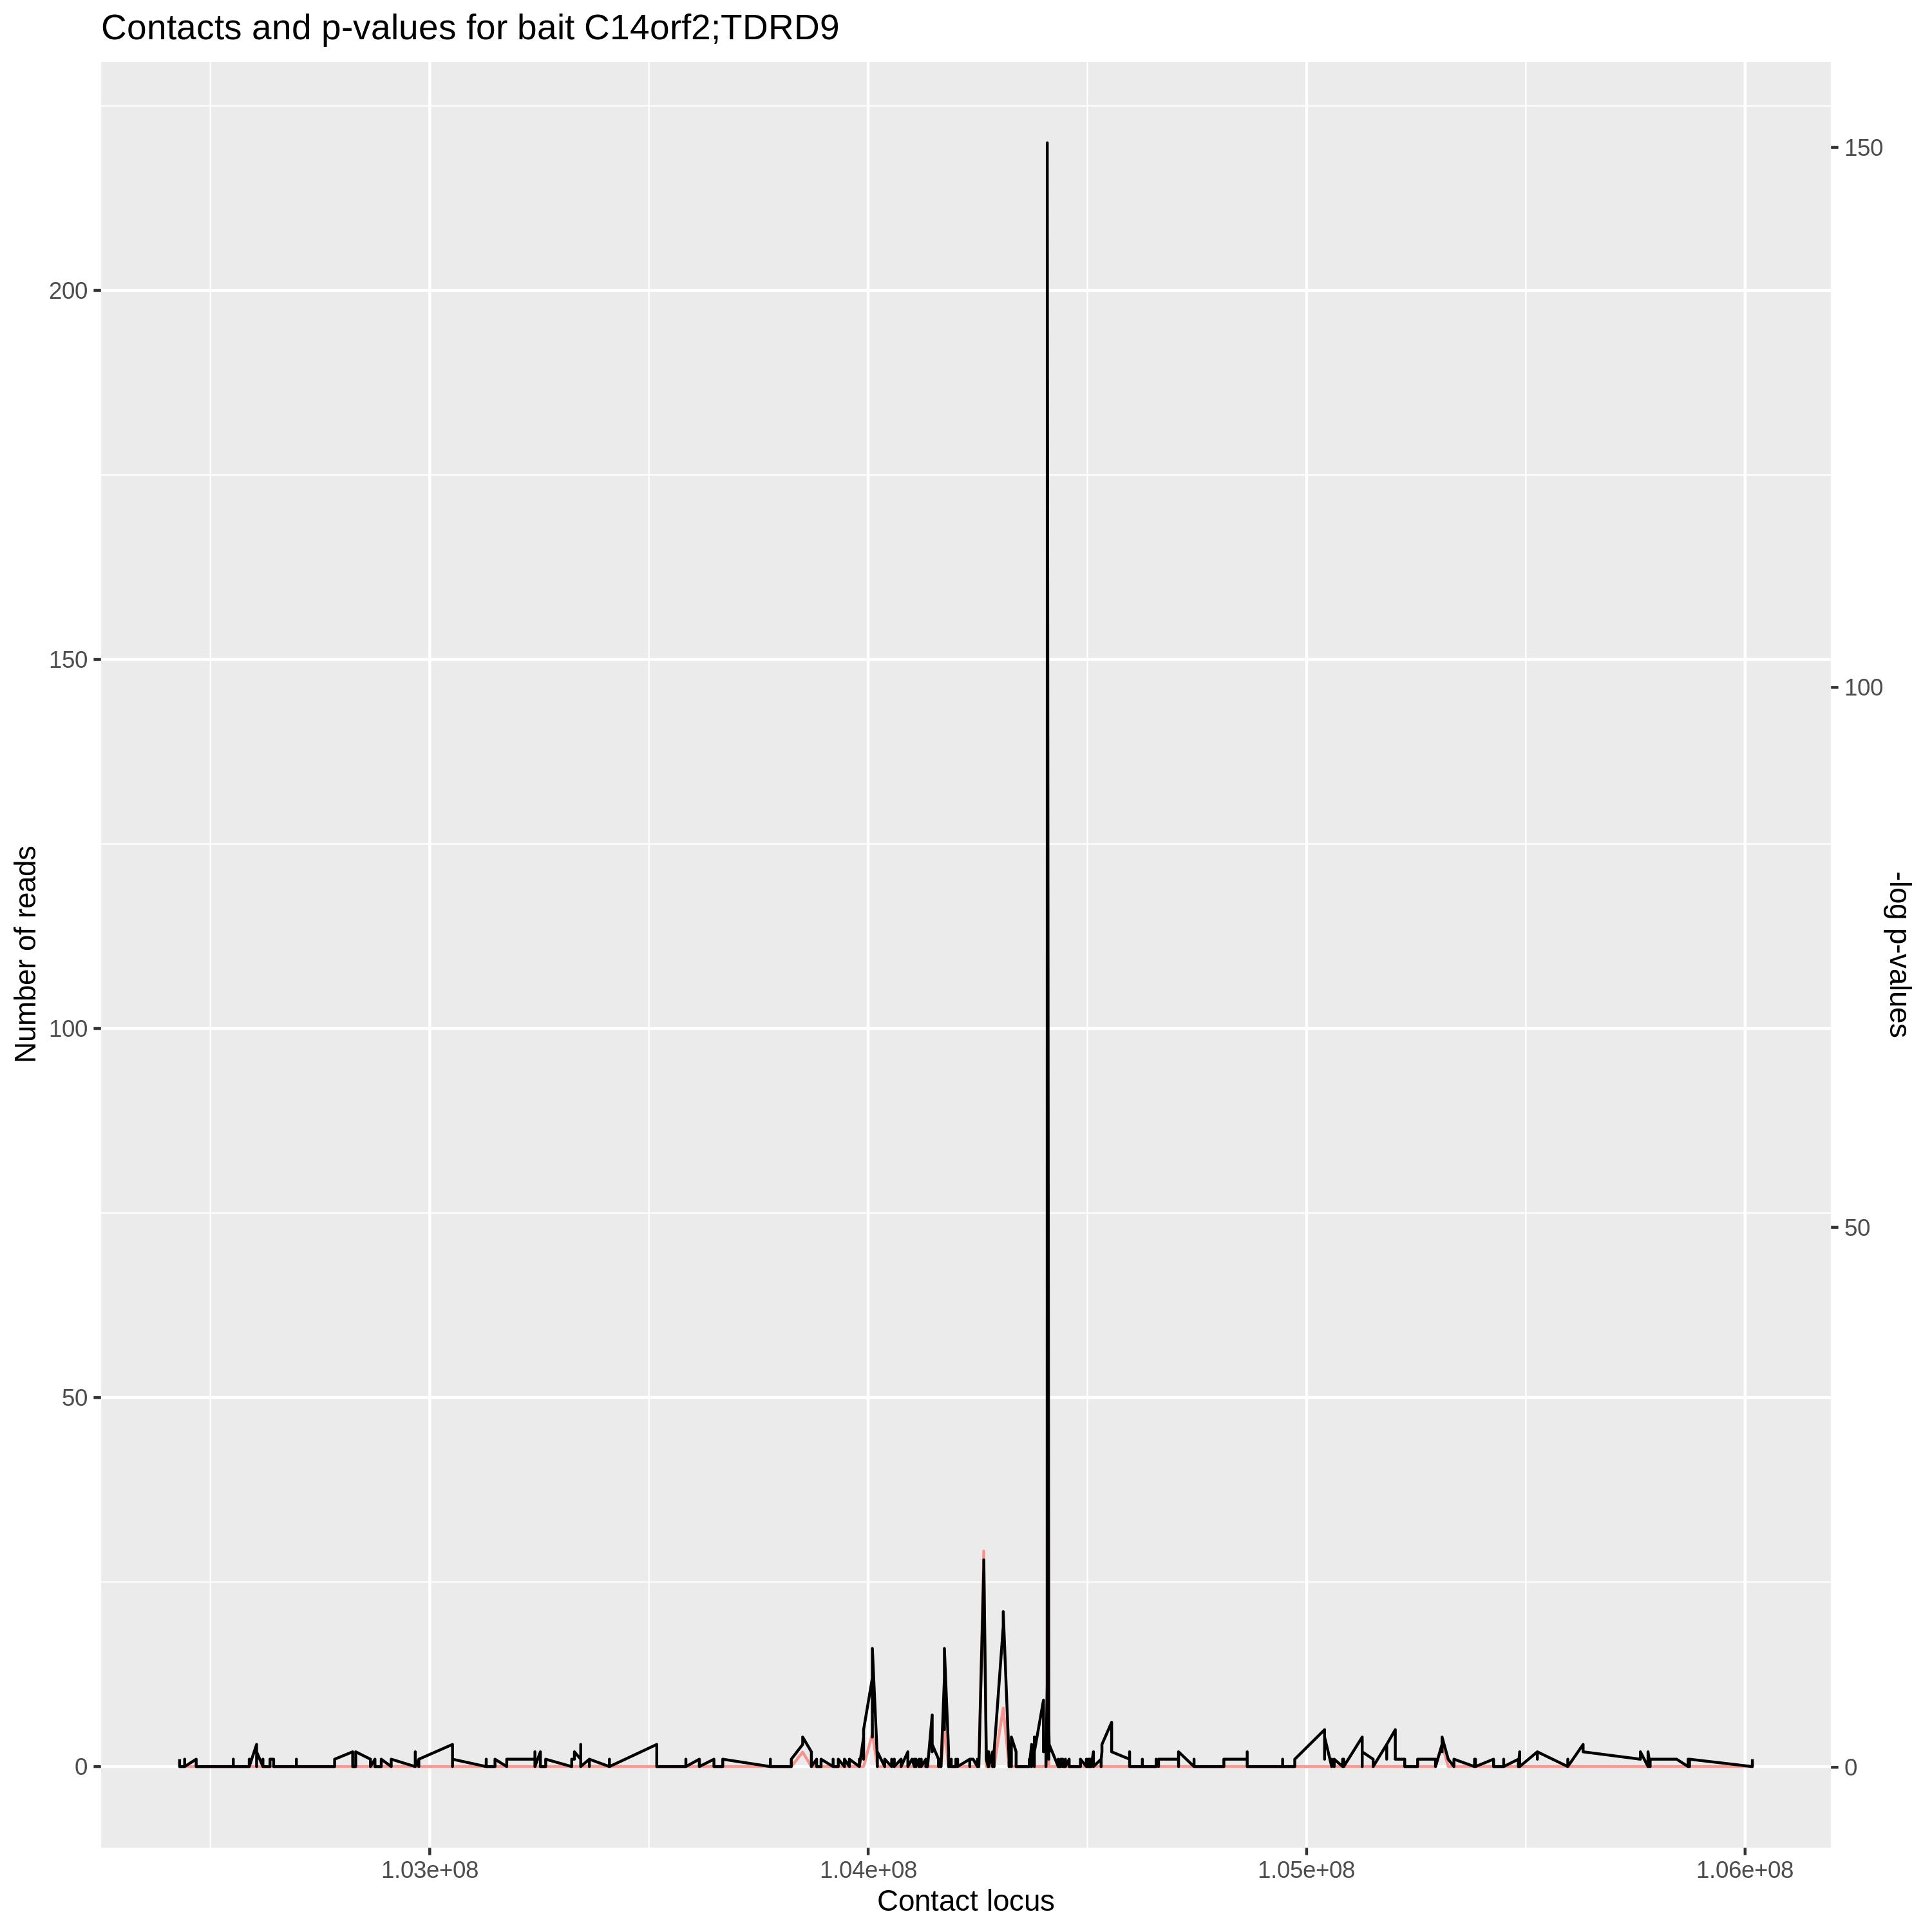 Contacts and p-values for bait C14orf2;TDRD9
Number of reads
200
150
100
50
0
150
100
50
0
-log p-values
1.03e+08
1.04e+08
1.05e+08
1.06e+08
Contact locus